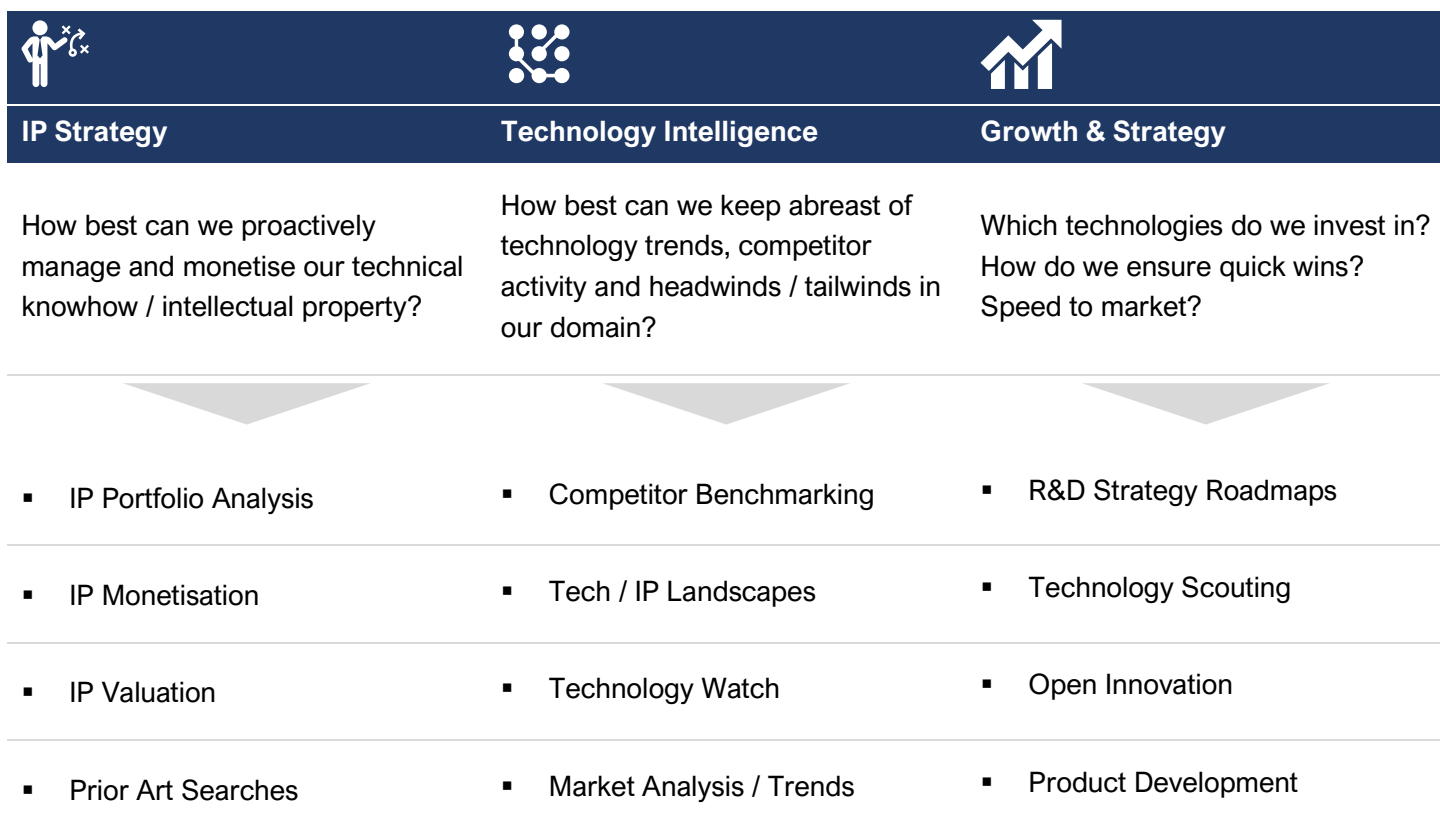 IP Strategy
Technology Intelligence
Growth & Strategy
How best can we proactively
manage and monetise our technical
knowhow / intellectual property?
How best can we keep abreast of
technology trends, competitor
activity and headwinds / tailwinds in
our domain?
Which technologies do we invest in?
How do we ensure quick wins?
Speed to market?
▪ IP Portfolio Analysis
▪ Competitor Benchmarking
▪ R&D Strategy Roadmaps
▪ IP Monetisation
▪ Tech / IP Landscapes
▪ Technology Scouting
▪ IP Valuation
▪ Technology Watch
▪ Open Innovation
▪ Prior Art Searches
▪ Market Analysis / Trends
▪ Product Development